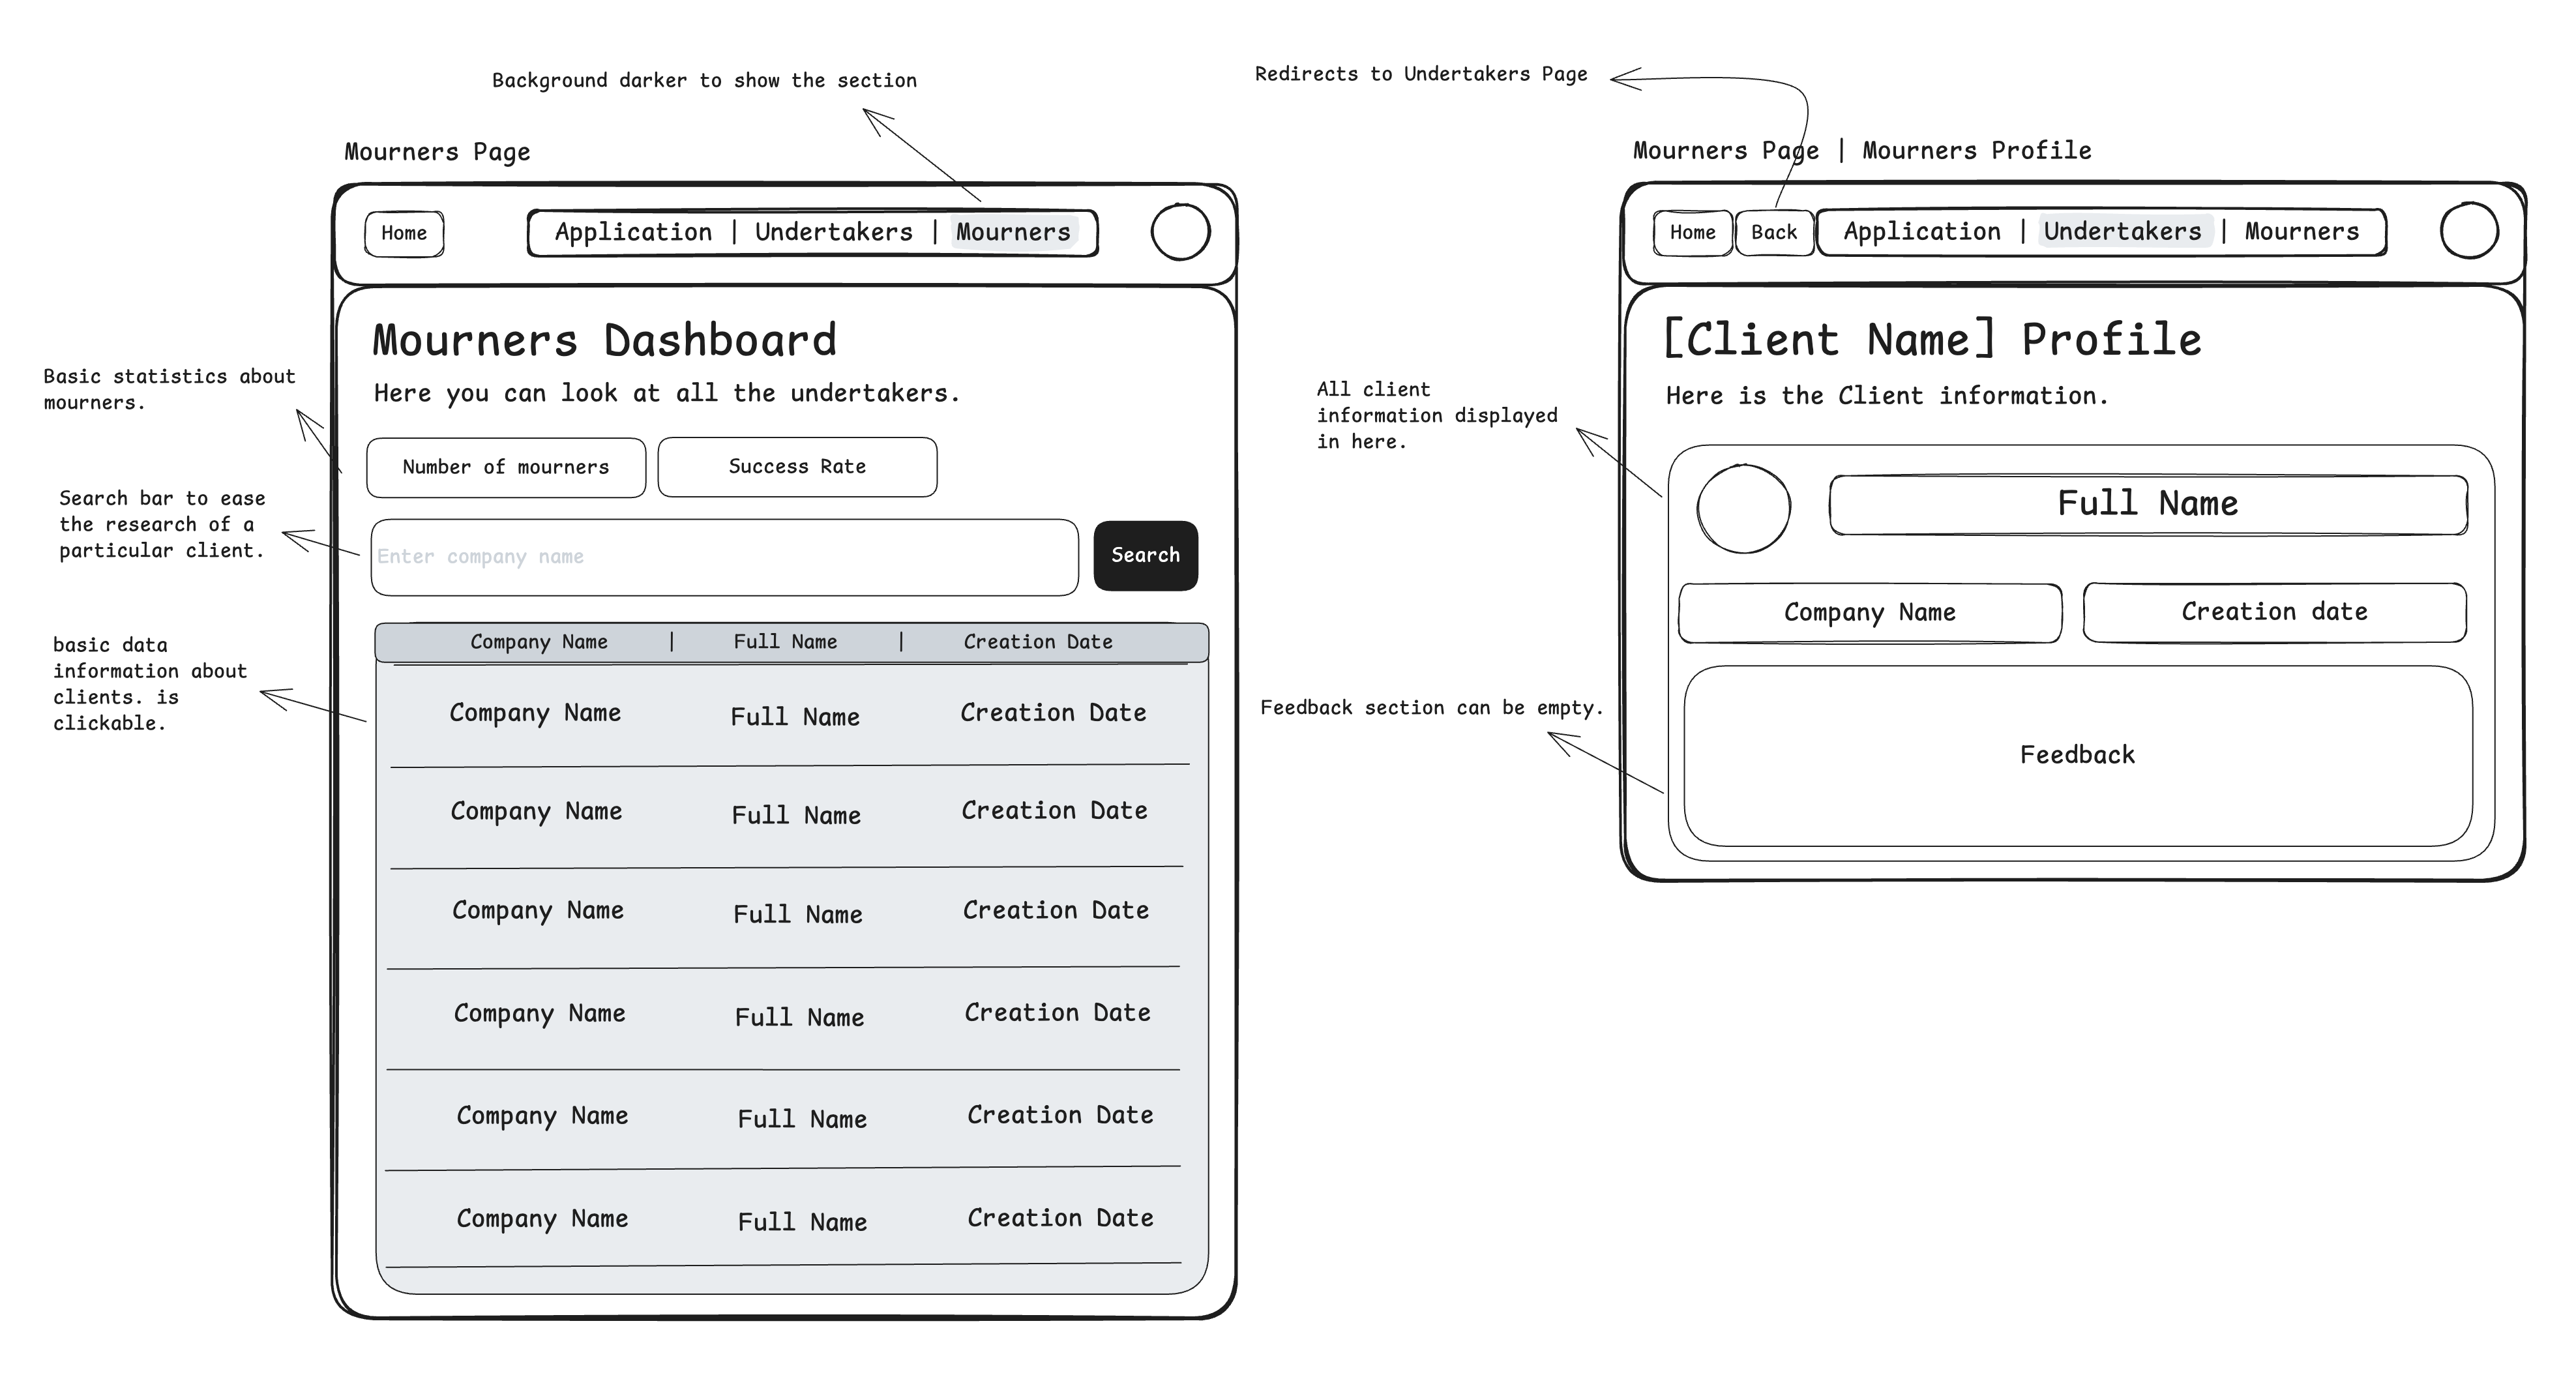 Background darker to show the section
Mourners Page
Home
Application | Undertakers | Mourners
Mourners Dashboard
Here you can look at all the undertakers.
Basic statistics about
mourners.
Number of mourners
Success Rate
Search bar to ease
the research of a
particular client.
Enter company name
Search
basic data
information about
clients. is
clickable.
Company Name | Full Name | Creation Date
Company Name Full Name Creation Date
Company Name Full Name Creation Date
Company Name Full Name Creation Date
Company Name Full Name Creation Date
Company Name Full Name Creation Date
Company Name Full Name Creation Date
Redirects to Undertakers Page
Mourners Page | Mourners Profile
Home
Back
Application | Undertakers | Mourners
[Client Name] Profile
Here is the Client information.
All client
information displayed
in here.
Full Name
Company Name
Creation date
Feedback section can be empty.
Feedback